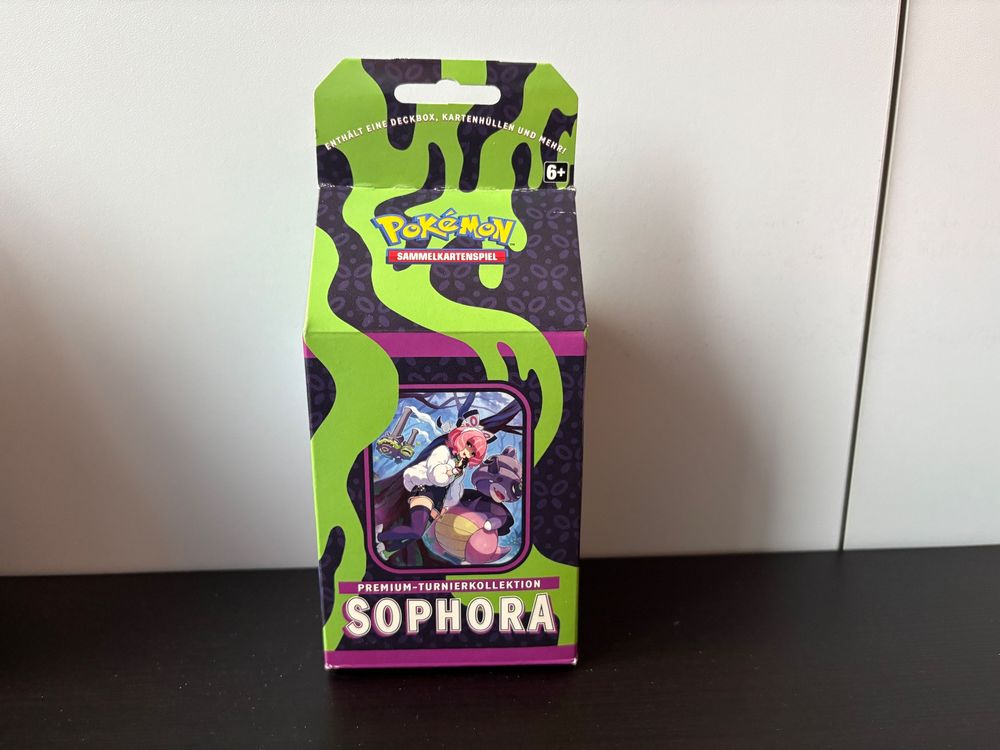 ENTHÄLT EINE DECKBOX, KARTENHÜLLEN UND MEHR!
6+
POKÉMON
SAMMELKARTENSPIEL
PREMIUM-TURNIERKOLLEKTION
SOPHORA